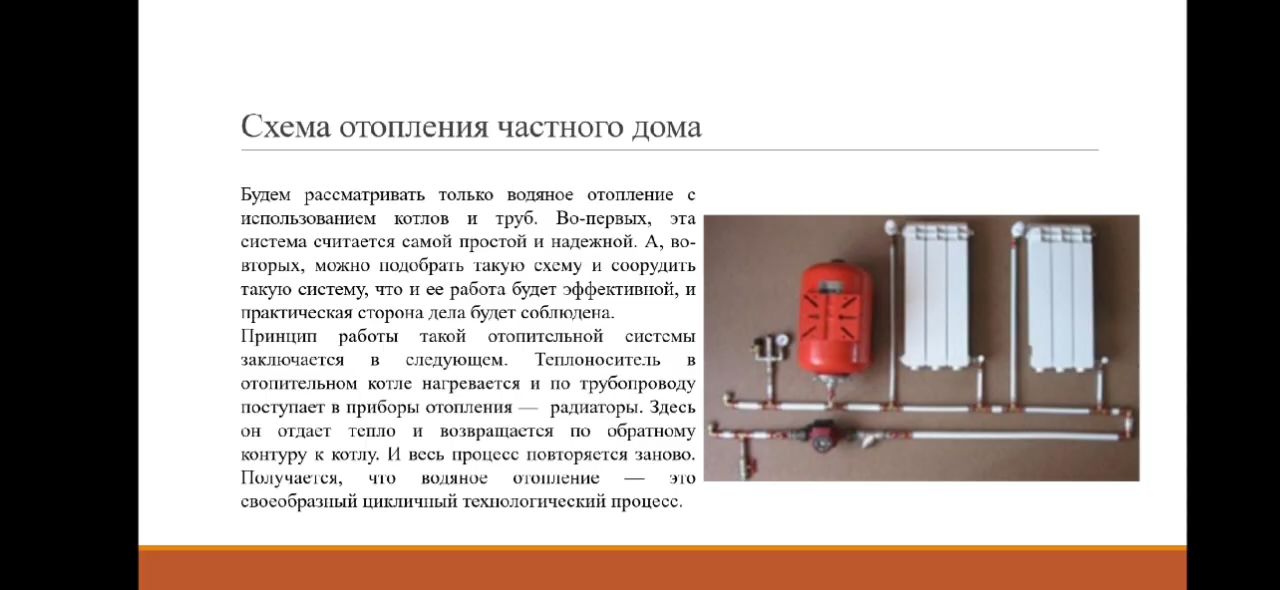 Схема отопления частного дома
Будем рассматривать только водяное отопление с
использованием котлов и труб. Во-первых, эта
система считается самой простой и надежной. А, во-
вторых, можно подобрать такую схему и соорудить
такую систему, что и ее работа будет эффективной, и
практическая сторона дела будет соблюдена.
Принцип работы такой отопительной системы
заключается в следующем. Теплоноситель в
отопительном котле нагревается и по трубопроводу
поступает в приборы отопления — радиаторы. Здесь
он отдает тепло и возвращается по обратному
контуру к котлу. И весь процесс повторяется заново.
Получается, что водяное отопление — это
своеобразный цикличный технологический процесс.